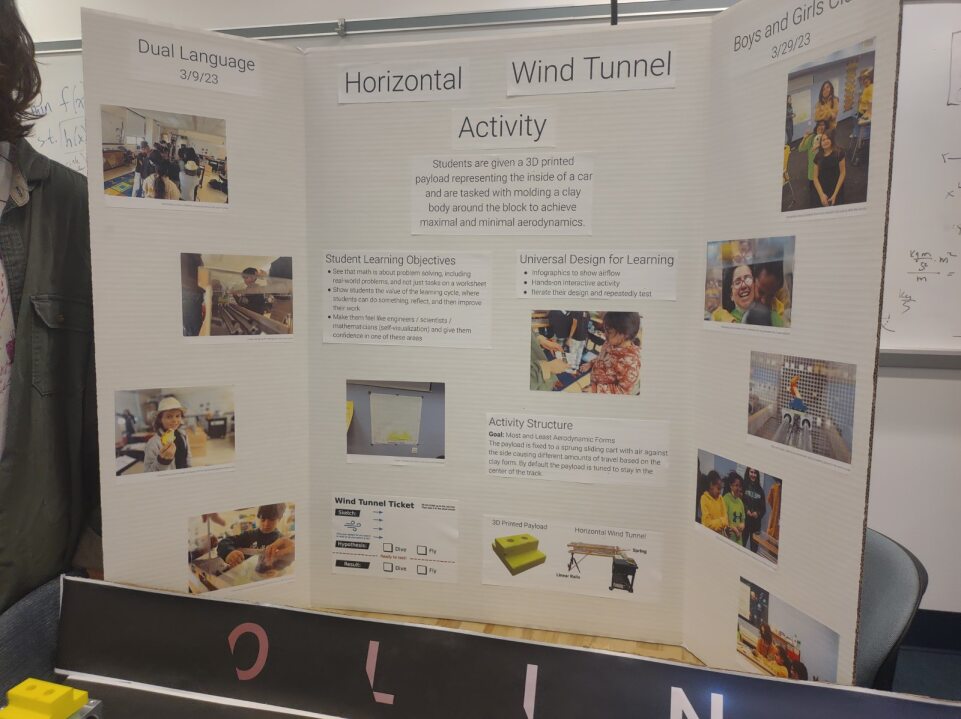 Dual Language
3/9/23
Horizontal
Wind Tunnel
Activity
Students are given a 3D printed
payload representing the inside of a car
and are tasked with molding a clay
body around the block to achieve
maximal and minimal aerodynamics.
Student Learning Objectives
• See that math is about problem solving, including
real-world problems, and not just tasks on a worksheet
• Show students the value of the learning cycle, where
students can do something, reflect, and then improve
their work
• Make them feel like engineers / scientists /
mathematicians (self-visualization) and give them
confidence in one of these areas
Universal Design for Learning
• Infographics to show airflow
• Hands-on interactive activity
• Iterate their design and repeatedly test
Activity Structure
Goal: Most and Least Aerodynamic Forms
The payload is fixed to a sprung sliding cart with air against
the side causing different amounts of travel based on the
clay form. By default the payload is tuned to stay in the
center of the track.
Wind Tunnel Ticket
Sketch:
Hypothesis:
Dive
Fly
Ready to test!
Result:
Dive
Fly
3D Printed Payload
Horizontal Wind Tunnel
Spring
Linear Rails
Boys and Girls
3/29/23
OLIN